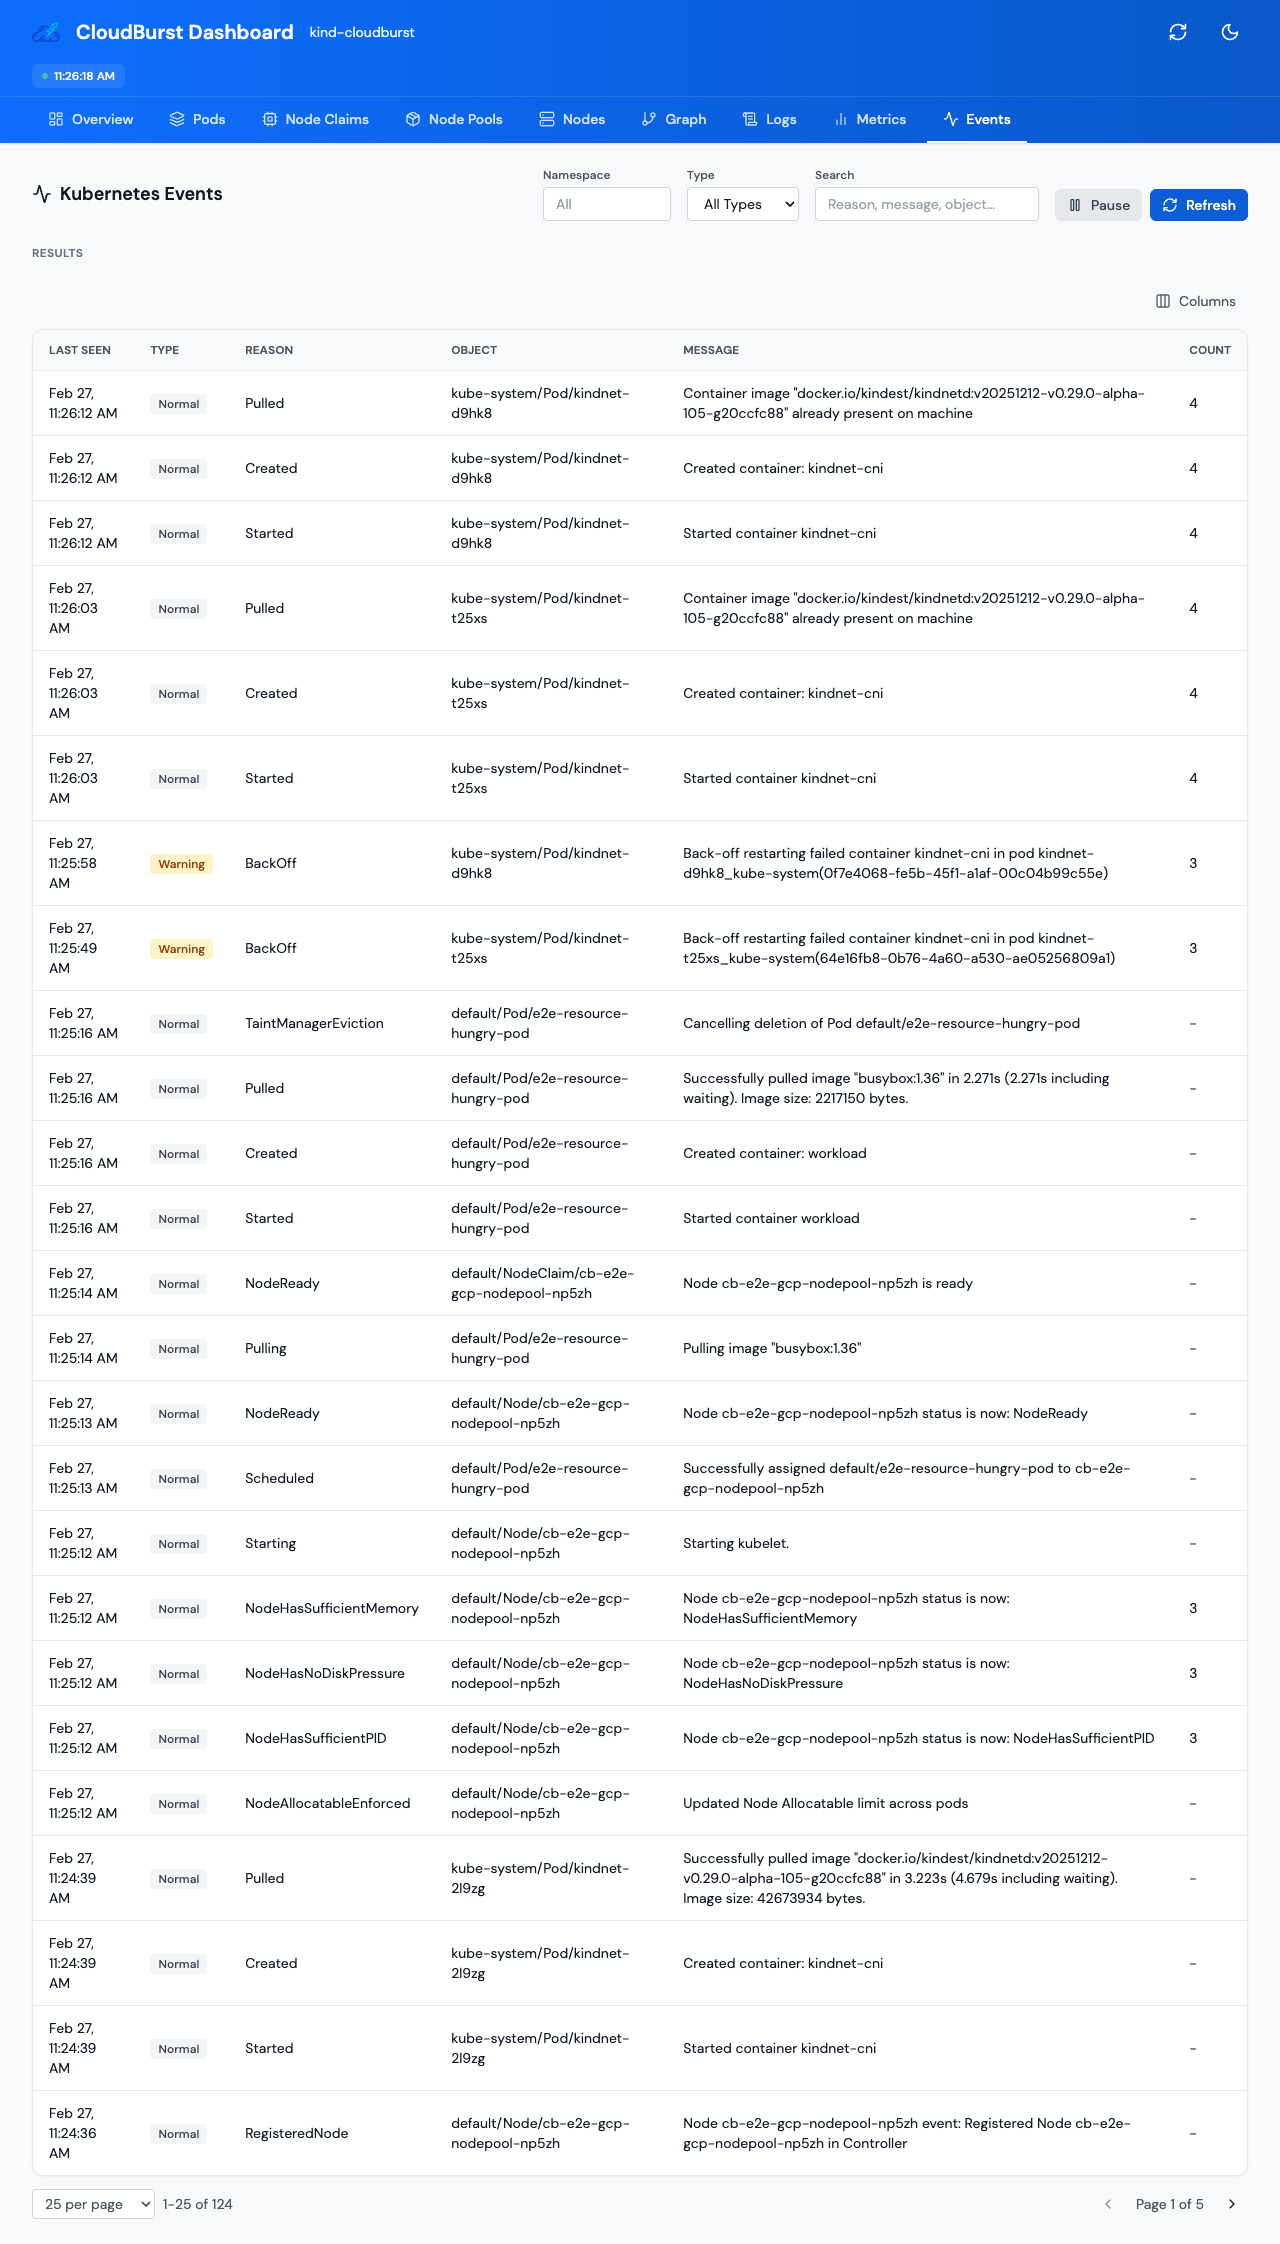 CloudBurst Dashboard kind-cloudburst
11:26:18 AM
Overview Pods Node Claims Node Pools Nodes Graph Logs Metrics Events
Kubernetes Events
Namespace Type Search
All All Types Reason, message, object... Pause Refresh
RESULTS
Columns
LAST SEEN TYPE REASON OBJECT MESSAGE COUNT
Feb 27, 11:26:12 AM Normal Pulled kube-system/Pod/kindnet-d9hk8 Container image "docker.io/kindest/kindnetd:v20251212-v0.29.0-alpha-105-g20ccfc88" already present on machine 4
Feb 27, 11:26:12 AM Normal Created kube-system/Pod/kindnet-d9hk8 Created container: kindnet-cni 4
Feb 27, 11:26:12 AM Normal Started kube-system/Pod/kindnet-d9hk8 Started container kindnet-cni 4
Feb 27, 11:26:03 AM Normal Pulled kube-system/Pod/kindnet-t25xs Container image "docker.io/kindest/kindnetd:v20251212-v0.29.0-alpha-105-g20ccfc88" already present on machine 4
Feb 27, 11:26:03 AM Normal Created kube-system/Pod/kindnet-t25xs Created container: kindnet-cni 4
Feb 27, 11:26:03 AM Normal Started kube-system/Pod/kindnet-t25xs Started container kindnet-cni 4
Feb 27, 11:25:58 AM Warning BackOff kube-system/Pod/kindnet-d9hk8 Back-off restarting failed container kindnet-cni in pod kindnet-d9hk8_kube-system(0f7e4068-fe5b-45f1-a1af-00c04b99c55e) 3
Feb 27, 11:25:49 AM Warning BackOff kube-system/Pod/kindnet-t25xs Back-off restarting failed container kindnet-cni in pod kindnet-t25xs_kube-system(64e16fb8-0b76-4a60-a530-ae05256809a1) 3
Feb 27, 11:25:16 AM Normal TaintManagerEviction default/Pod/e2e-resource-hungry-pod Cancelling deletion of Pod default/e2e-resource-hungry-pod -
Feb 27, 11:25:16 AM Normal Pulled default/Pod/e2e-resource-hungry-pod Successfully pulled image "busybox:1.36" in 2.271s (2.271s including waiting). Image size: 2217150 bytes. -
Feb 27, 11:25:16 AM Normal Created default/Pod/e2e-resource-hungry-pod Created container: workload -
Feb 27, 11:25:16 AM Normal Started default/Pod/e2e-resource-hungry-pod Started container workload -
Feb 27, 11:25:14 AM Normal NodeReady default/NodeClaim/cb-e2e-gcp-nodepool-np5zh Node cb-e2e-gcp-nodepool-np5zh is ready -
Feb 27, 11:25:14 AM Normal Pulling default/Pod/e2e-resource-hungry-pod Pulling image "busybox:1.36" -
Feb 27, 11:25:13 AM Normal NodeReady default/Node/cb-e2e-gcp-nodepool-np5zh Node cb-e2e-gcp-nodepool-np5zh status is now: NodeReady -
Feb 27, 11:25:13 AM Normal Scheduled default/Pod/e2e-resource-hungry-pod Successfully assigned default/e2e-resource-hungry-pod to cb-e2e-gcp-nodepool-np5zh -
Feb 27, 11:25:12 AM Normal Starting default/Node/cb-e2e-gcp-nodepool-np5zh Starting kubelet. -
Feb 27, 11:25:12 AM Normal NodeHasSufficientMemory default/Node/cb-e2e-gcp-nodepool-np5zh Node cb-e2e-gcp-nodepool-np5zh status is now: NodeHasSufficientMemory 3
Feb 27, 11:25:12 AM Normal NodeHasNoDiskPressure default/Node/cb-e2e-gcp-nodepool-np5zh Node cb-e2e-gcp-nodepool-np5zh status is now: NodeHasNoDiskPressure 3
Feb 27, 11:25:12 AM Normal NodeHasSufficientPID default/Node/cb-e2e-gcp-nodepool-np5zh Node cb-e2e-gcp-nodepool-np5zh status is now: NodeHasSufficientPID 3
Feb 27, 11:25:12 AM Normal NodeAllocatableEnforced default/Node/cb-e2e-gcp-nodepool-np5zh Updated Node Allocatable limit across pods -
Feb 27, 11:24:39 AM Normal Pulled kube-system/Pod/kindnet-2l9zg Successfully pulled image "docker.io/kindest/kindnetd:v20251212-v0.29.0-alpha-105-g20ccfc88" in 3.223s (4.679s including waiting). Image size: 42673934 bytes. -
Feb 27, 11:24:39 AM Normal Created kube-system/Pod/kindnet-2l9zg Created container: kindnet-cni -
Feb 27, 11:24:39 AM Normal Started kube-system/Pod/kindnet-2l9zg Started container kindnet-cni -
Feb 27, 11:24:36 AM Normal RegisteredNode default/Node/cb-e2e-gcp-nodepool-np5zh Node cb-e2e-gcp-nodepool-np5zh event: Registered Node cb-e2e-gcp-nodepool-np5zh in Controller -
25 per page 1-25 of 124 Page 1 of 5